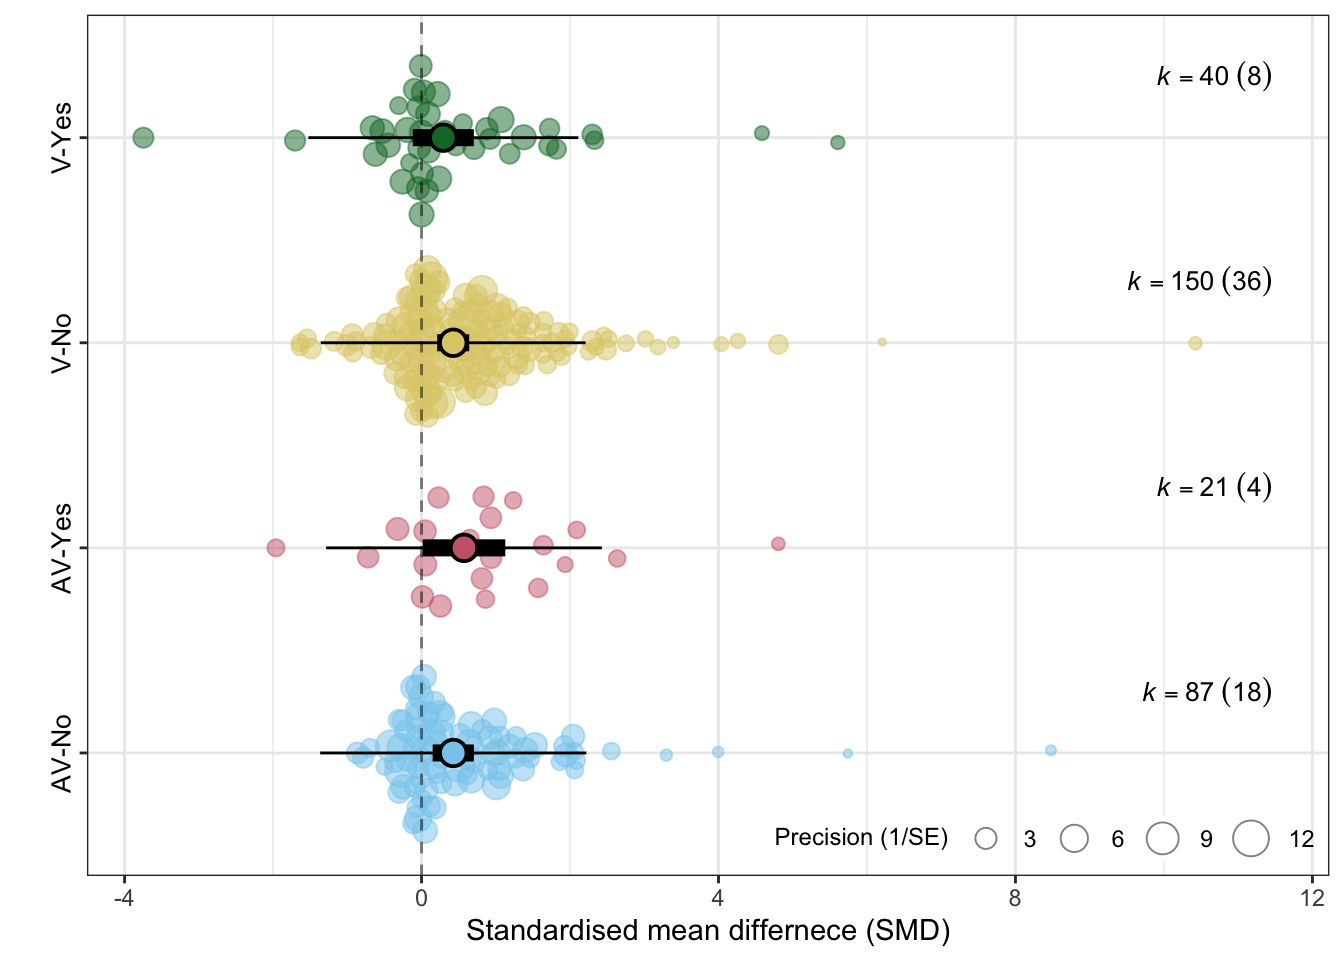 V-Yes
k = 40 (8)
V-No
k = 150 (36)
AV-Yes
k = 21 (4)
AV-No
k = 87 (18)
Precision (1/SE) 3 6 9 12
-4 0 4 8 12
Standardised mean differnece (SMD)